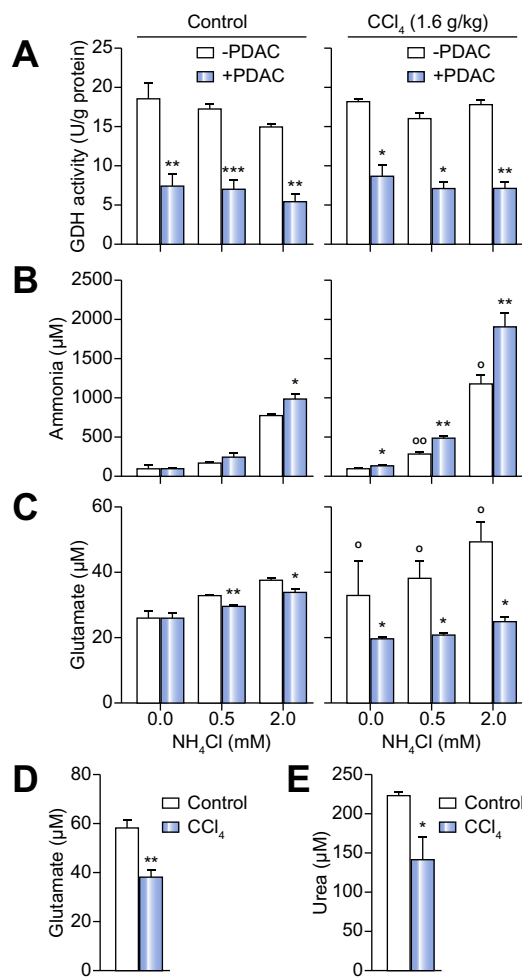 Control
CCl₄ (1.6 g/kg)
A
-PDAC
+PDAC
-PDAC
+PDAC
GDH activity (U/g protein)
25
20
15
10
5
0
**
***
**
*
*
**
B
Ammonia (µM)
2500
2000
1500
1000
500
0
*
*
oo
**
o
**
C
Glutamate (µM)
60
40
20
0
**
*
o
*
o
*
o
*
0.0
0.5
2.0
0.0
0.5
2.0
NH₄Cl (mM)
NH₄Cl (mM)
D
Glutamate (µM)
80
60
40
20
0
**
Control
CCl₄
E
Urea (µM)
250
200
150
100
50
0
*
Control
CCl₄